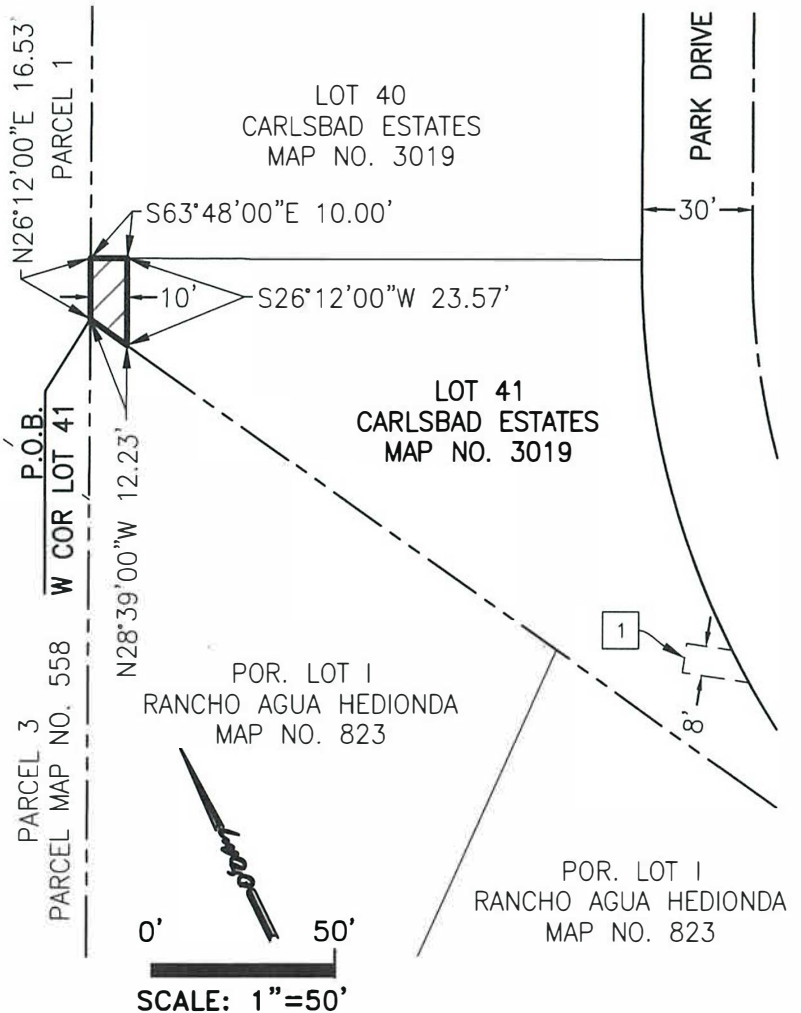 N26°12'00"E 16.53'
PARCEL 1
LOT 40
CARLSBAD ESTATES
MAP NO. 3019
PARK DRIVE
30'
S63°48'00"E 10.00'
10'
S26°12'00"W 23.57'
P.O.B.
W COR LOT 41
N28°39'00"W 12.23'
LOT 41
CARLSBAD ESTATES
MAP NO. 3019
1
8'
PARCEL 3
PARCEL MAP NO. 558
POR. LOT I
RANCHO AGUA HEDIONDA
MAP NO. 823
POR. LOT I
RANCHO AGUA HEDIONDA
MAP NO. 823
0' 50'
SCALE: 1"=50'